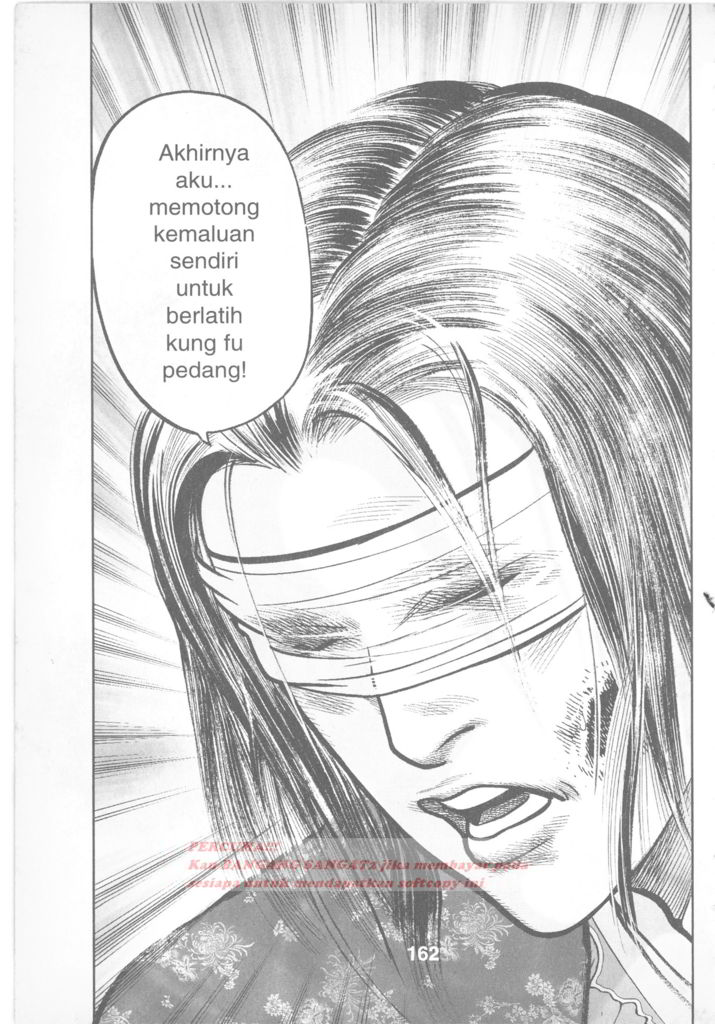 Akhirnya
aku...
memotong
kemaluan
sendiri
untuk
berlatih
kung fu
pedang!
PERCUMA!!!
Kau BANGANG SANGAT2 jika membayar pada
sesiapa untuk mendapatkan softcopy ini
162